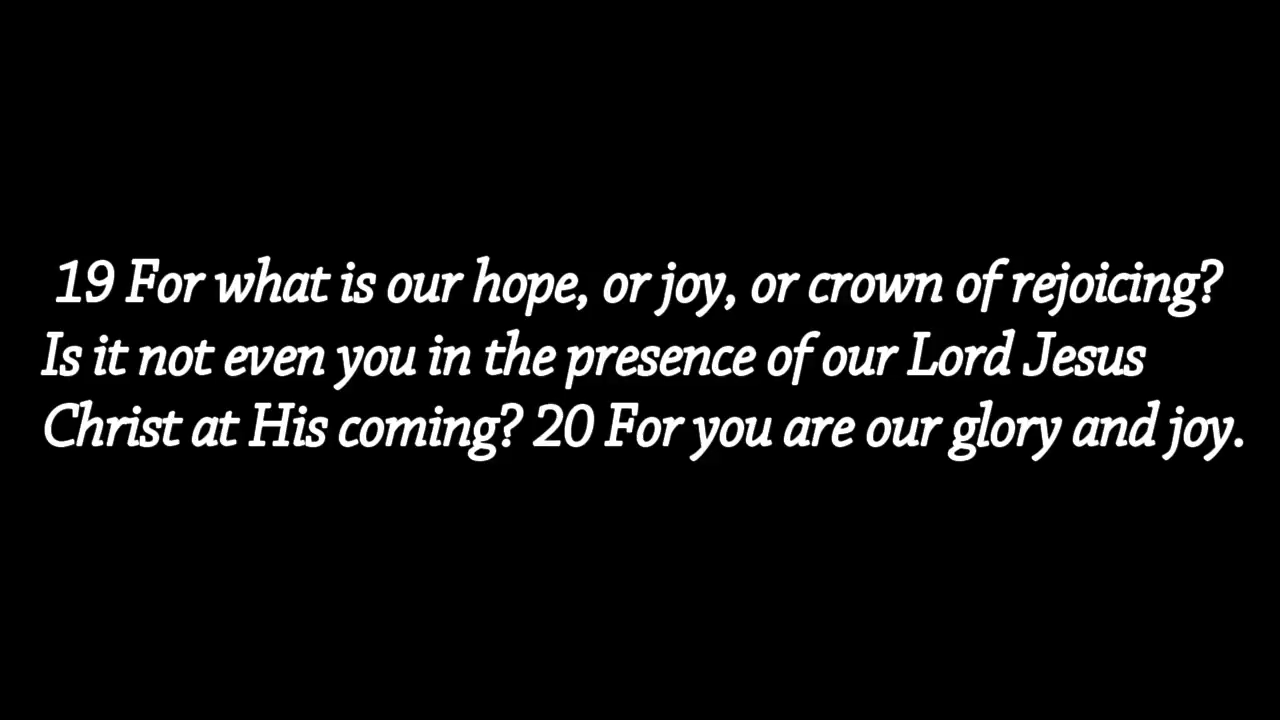 19 For what is our hope, or joy, or crown of rejoicing?
Is it not even you in the presence of our Lord Jesus
Christ at His coming? 20 For you are our glory and joy.